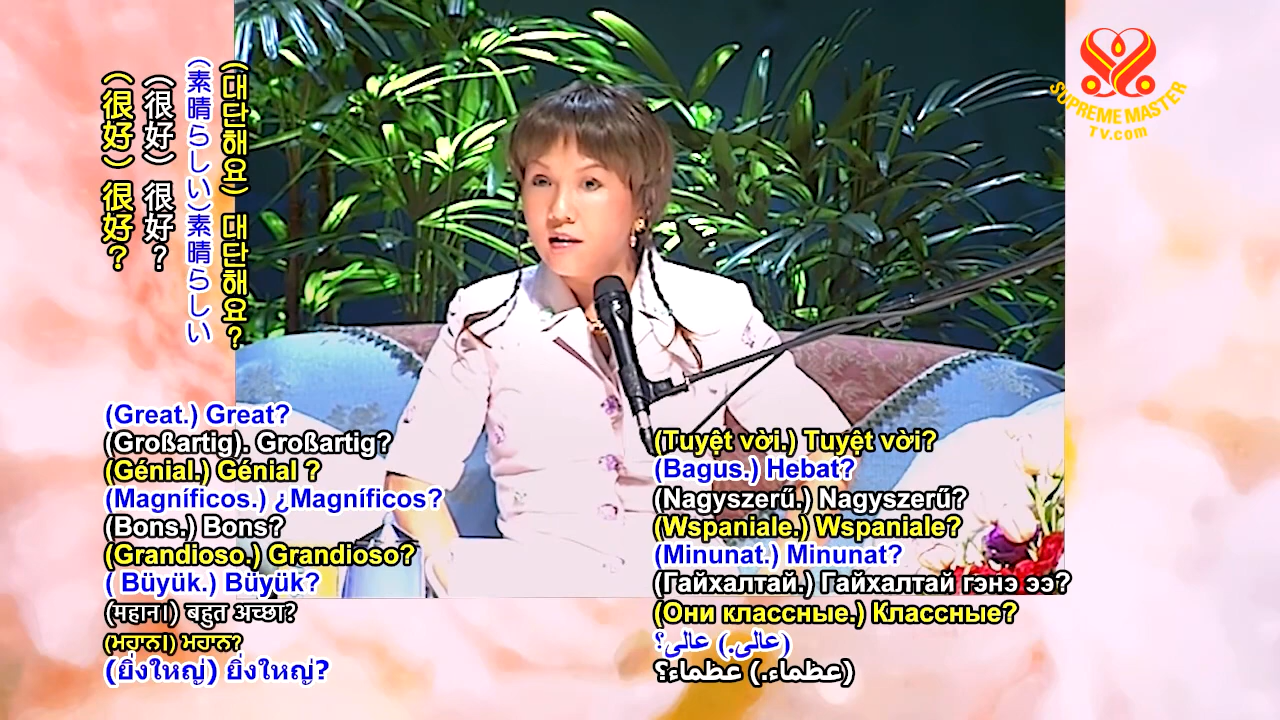 (很好) 很好?
(很好) 很好?
(素晴らしい)素晴らしい
(대단해요) 대단해요?
SUPREME MASTER
TV.com
(Great.) Great?
(Großartig). Großartig?
(Génial.) Génial ?
(Magníficos.) ¿Magníficos?
(Bons.) Bons?
(Grandioso.) Grandioso?
( Büyük.) Büyük?
(महान।) बहुत अच्छा?
(ਮਹਾਨ।) ਮਹਾਨ?
(ยิ่งใหญ่) ยิ่งใหญ่?
(Tuyệt vời.) Tuyệt vời?
(Bagus.) Hebat?
(Nagyszerű.) Nagyszerű?
(Wspaniale.) Wspaniale?
(Minunat.) Minunat?
(Гайхалтай.) Гайхалтай гэнэ ээ?
(Они классные.) Классные?
(عالی.) عالی؟
(عظماء.) عظماء؟